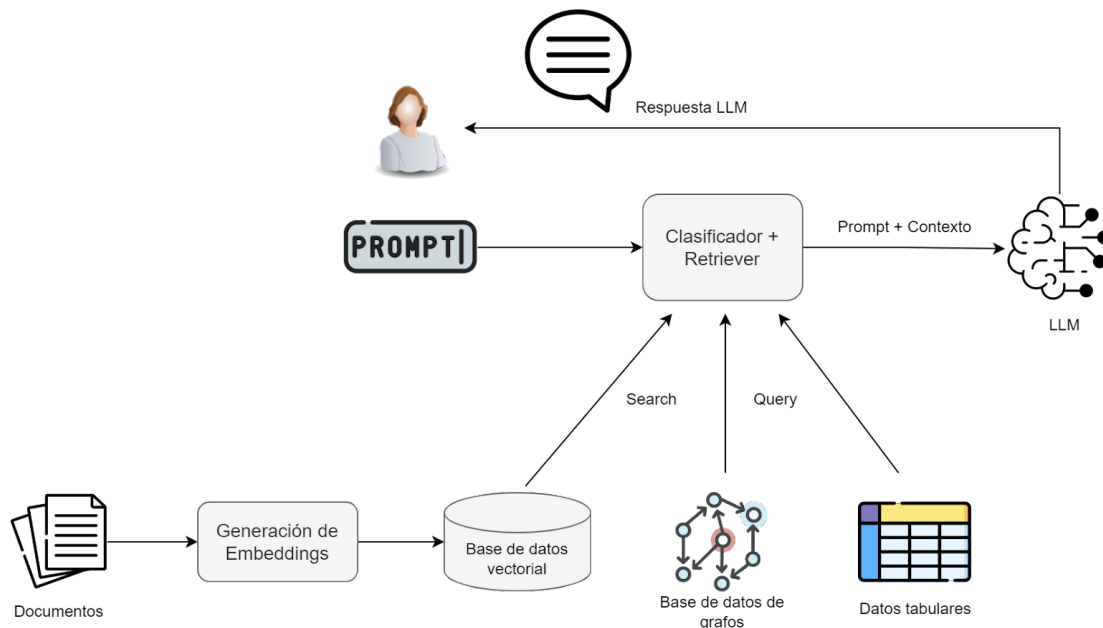 Respuesta LLM
PROMPT
Clasificador +
Retriever
Prompt + Contexto
LLM
Search
Query
Generación de
Embeddings
Base de datos
vectorial
Documentos
Base de datos de
grafos
Datos tabulares